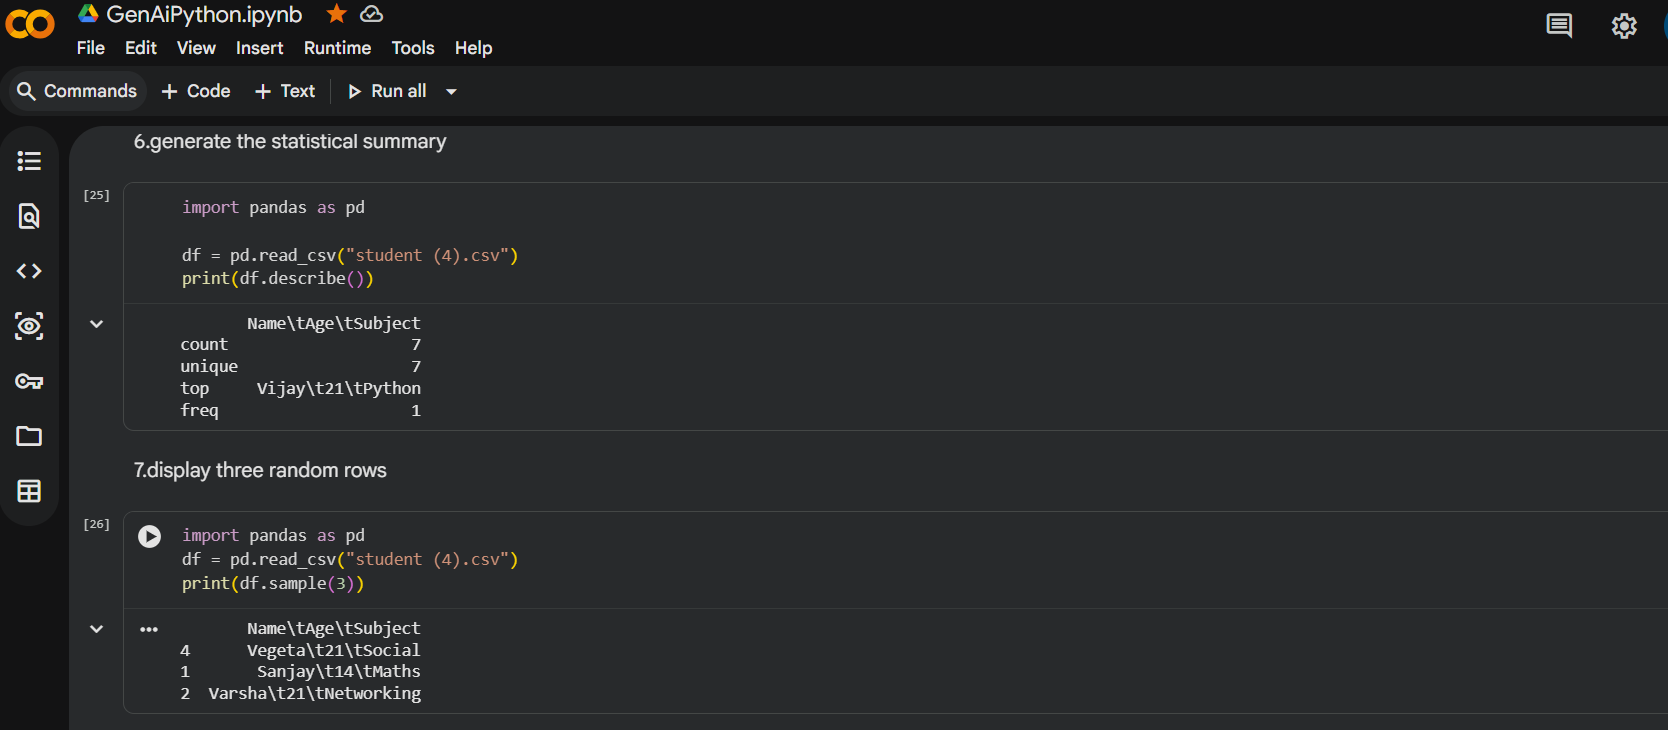 GenAiPython.ipynb
File Edit View Insert Runtime Tools Help
Commands + Code + Text Run all
6.generate the statistical summary
[25]
import pandas as pd
df = pd.read_csv("student (4).csv")
print(df.describe())
Name\tAge\tSubject
count 7
unique 7
top Vijay\t21\tPython
freq 1
7.display three random rows
[26]
import pandas as pd
df = pd.read_csv("student (4).csv")
print(df.sample(3))
Name\tAge\tSubject
4 Vegeta\t21\tSocial
1 Sanjay\t14\tMaths
2 Varsha\t21\tNetworking